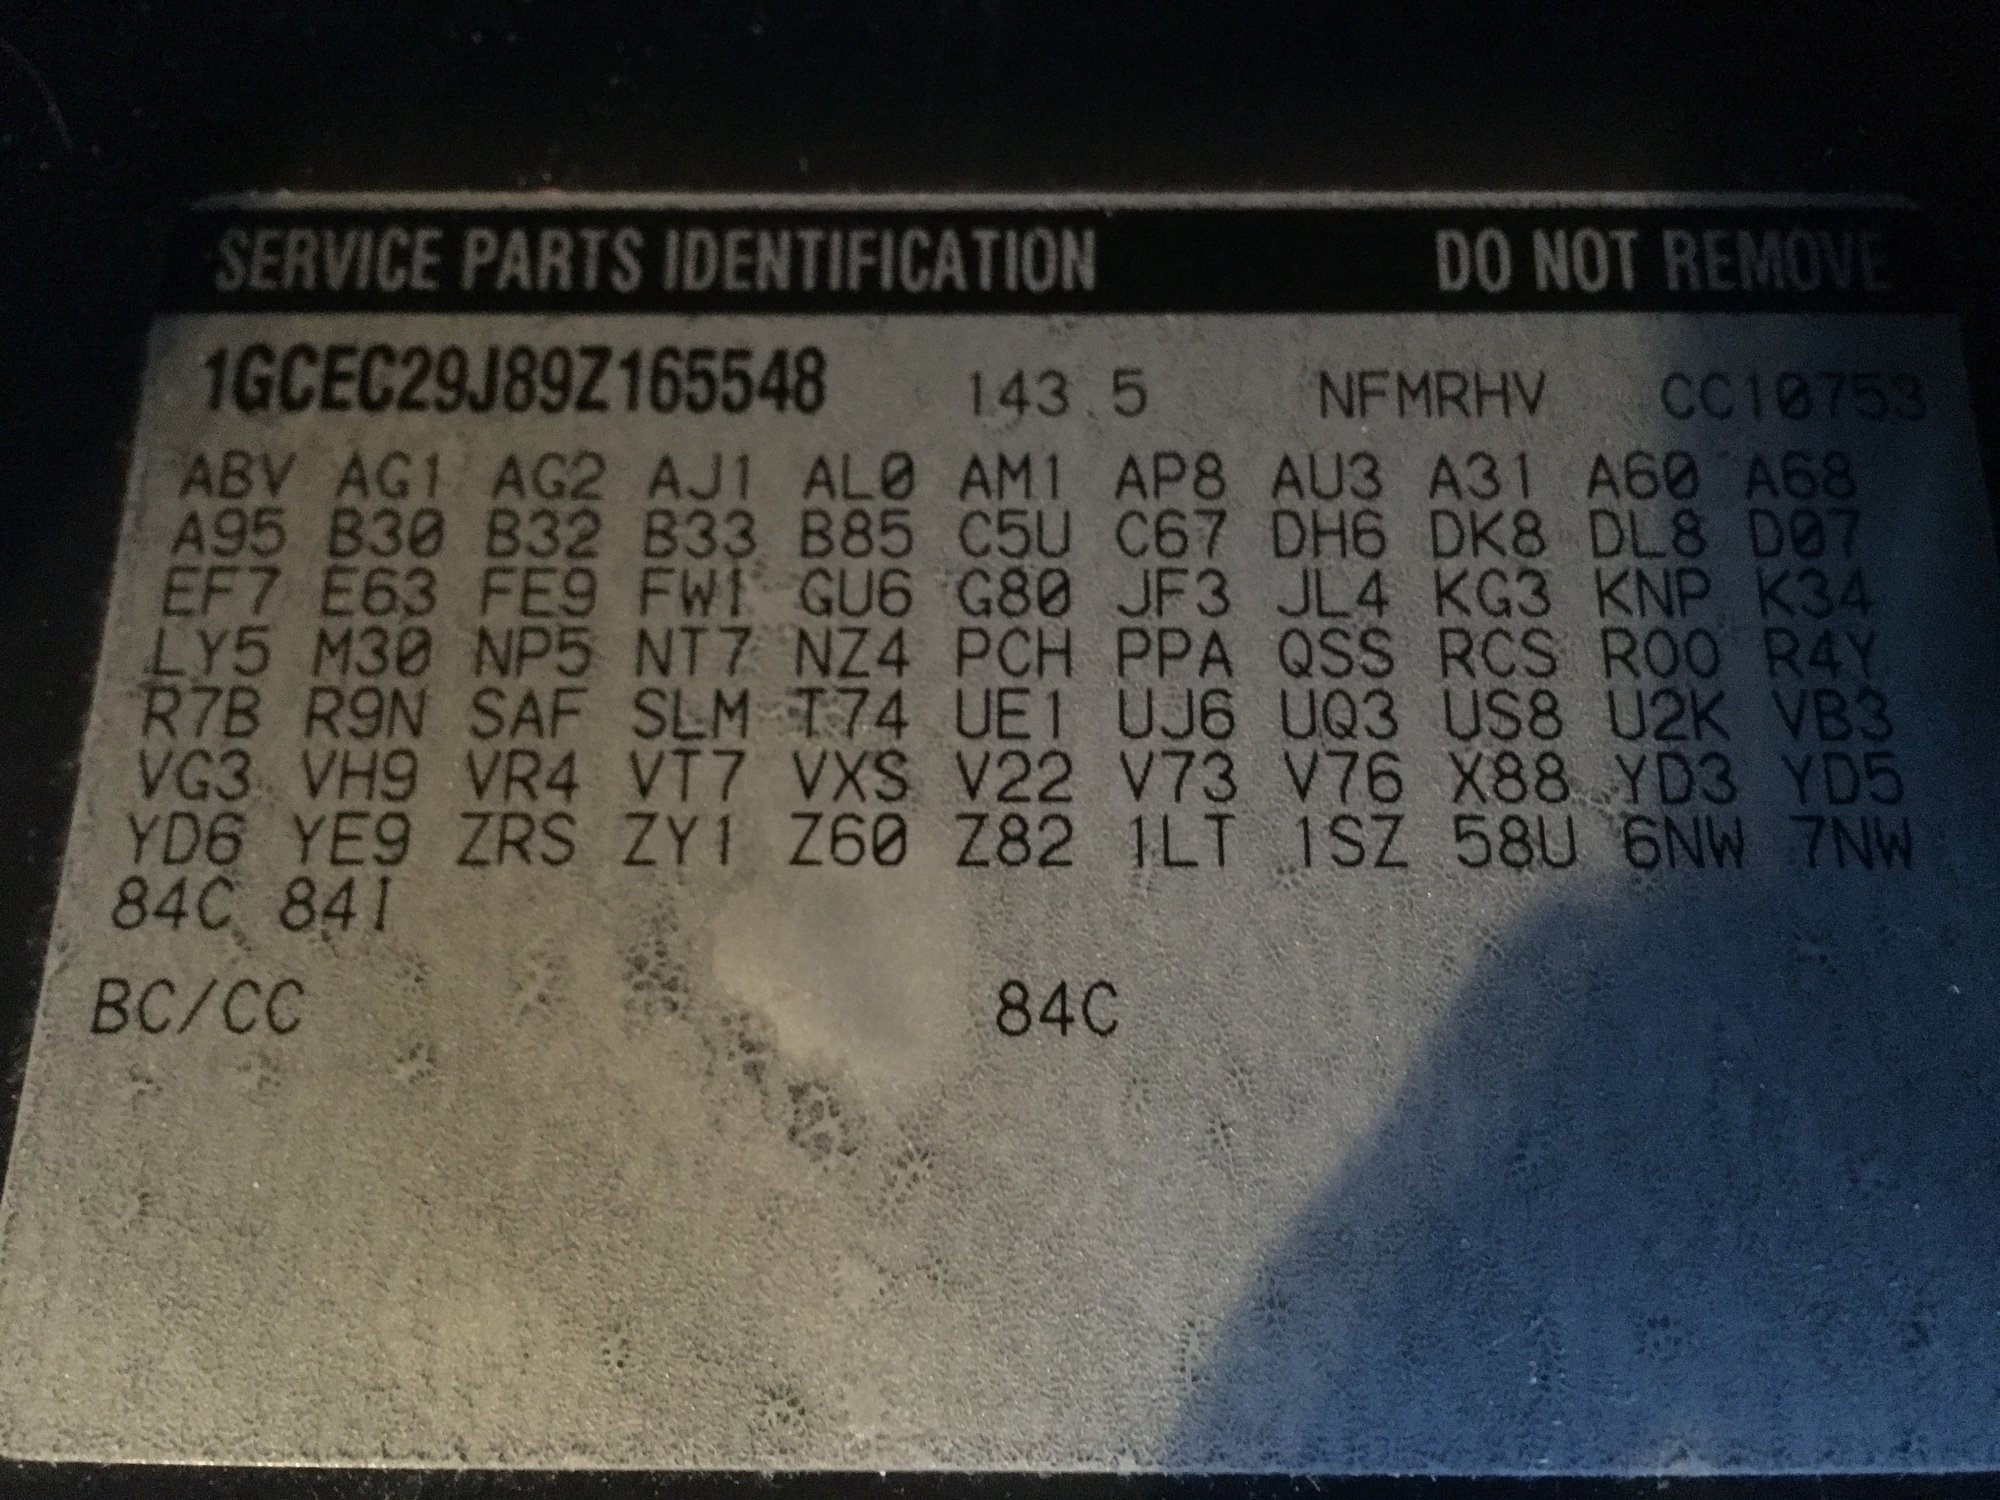 SERVICE PARTS IDENTIFICATION DO NOT REMOVE
1GCEC29J89Z165548 143.5 NFMRHV CC10753
ABV AG1 AG2 AJ1 AL0 AM1 AP8 AU3 A31 A60 A68
A95 B30 B32 B33 B85 C5U C67 DH6 DK8 DL8 D07
EF7 E63 FE9 FW1 GU6 G80 JF3 JL4 KG3 KNP K34
LY5 M30 NP5 NT7 NZ4 PCH PPA QSS RCS R00 R4Y
R7B R9N SAF SLM T74 UE1 UJ6 UQ3 US8 U2K VB3
VG3 VH9 VR4 VT7 VXS V22 V73 V76 X88 YD3 YD5
YD6 YE9 ZRS ZY1 Z60 Z82 1LT 1SZ 58U 6NW 7NW
84C 84I
BC/CC 84C